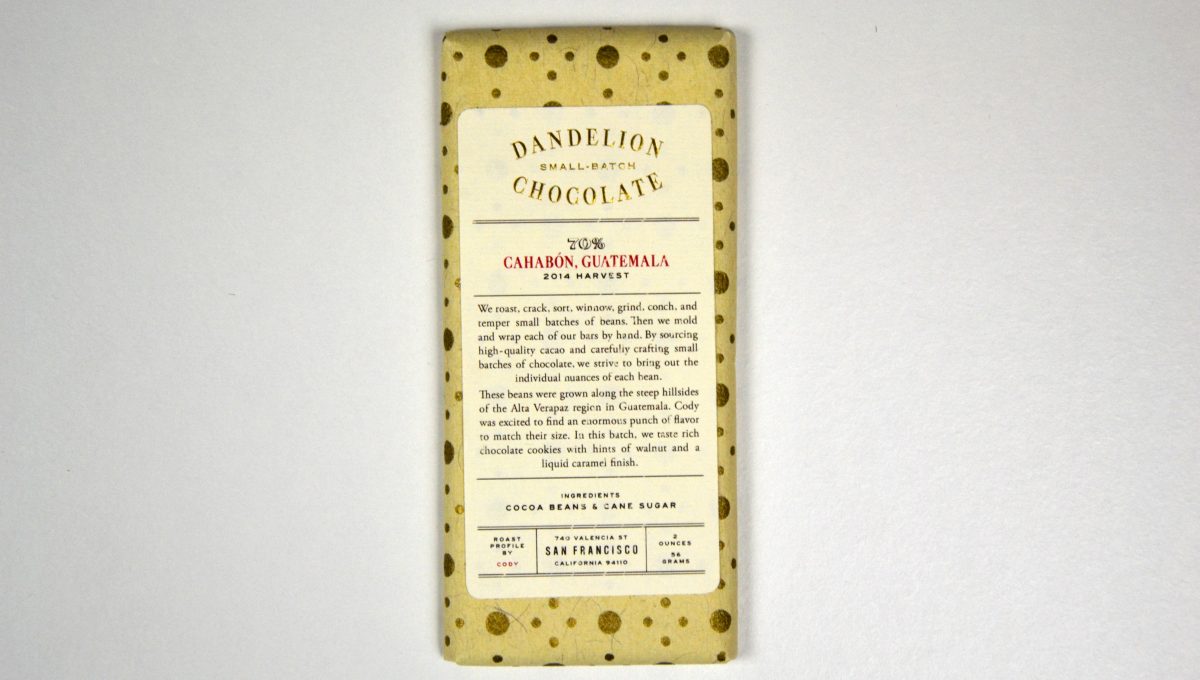 DANDELION
SMALL-BATCH
CHOCOLATE
70%
CAHABÓN, GUATEMALA
2014 HARVEST
We roast, crack, sort, winnow, grind, conch, and
temper small batches of beans. Then we mold
and wrap each of our bars by hand. By sourcing
high-quality cacao and carefully crafting small
batches of chocolate, we strive to bring out the
individual nuances of each bean.
These beans were grown along the steep hillsides
of the Alta Verapaz region in Guatemala. Cody
was excited to find an enormous punch of flavor
to match their size. In this batch, we taste rich
chocolate cookies with hints of walnut and a
liquid caramel finish.
INGREDIENTS
COCOA BEANS & CANE SUGAR
ROAST
PROFILE
BY
CODY
740 VALENCIA ST
SAN FRANCISCO
CALIFORNIA 94110
2
OUNCES
56
GRAMS